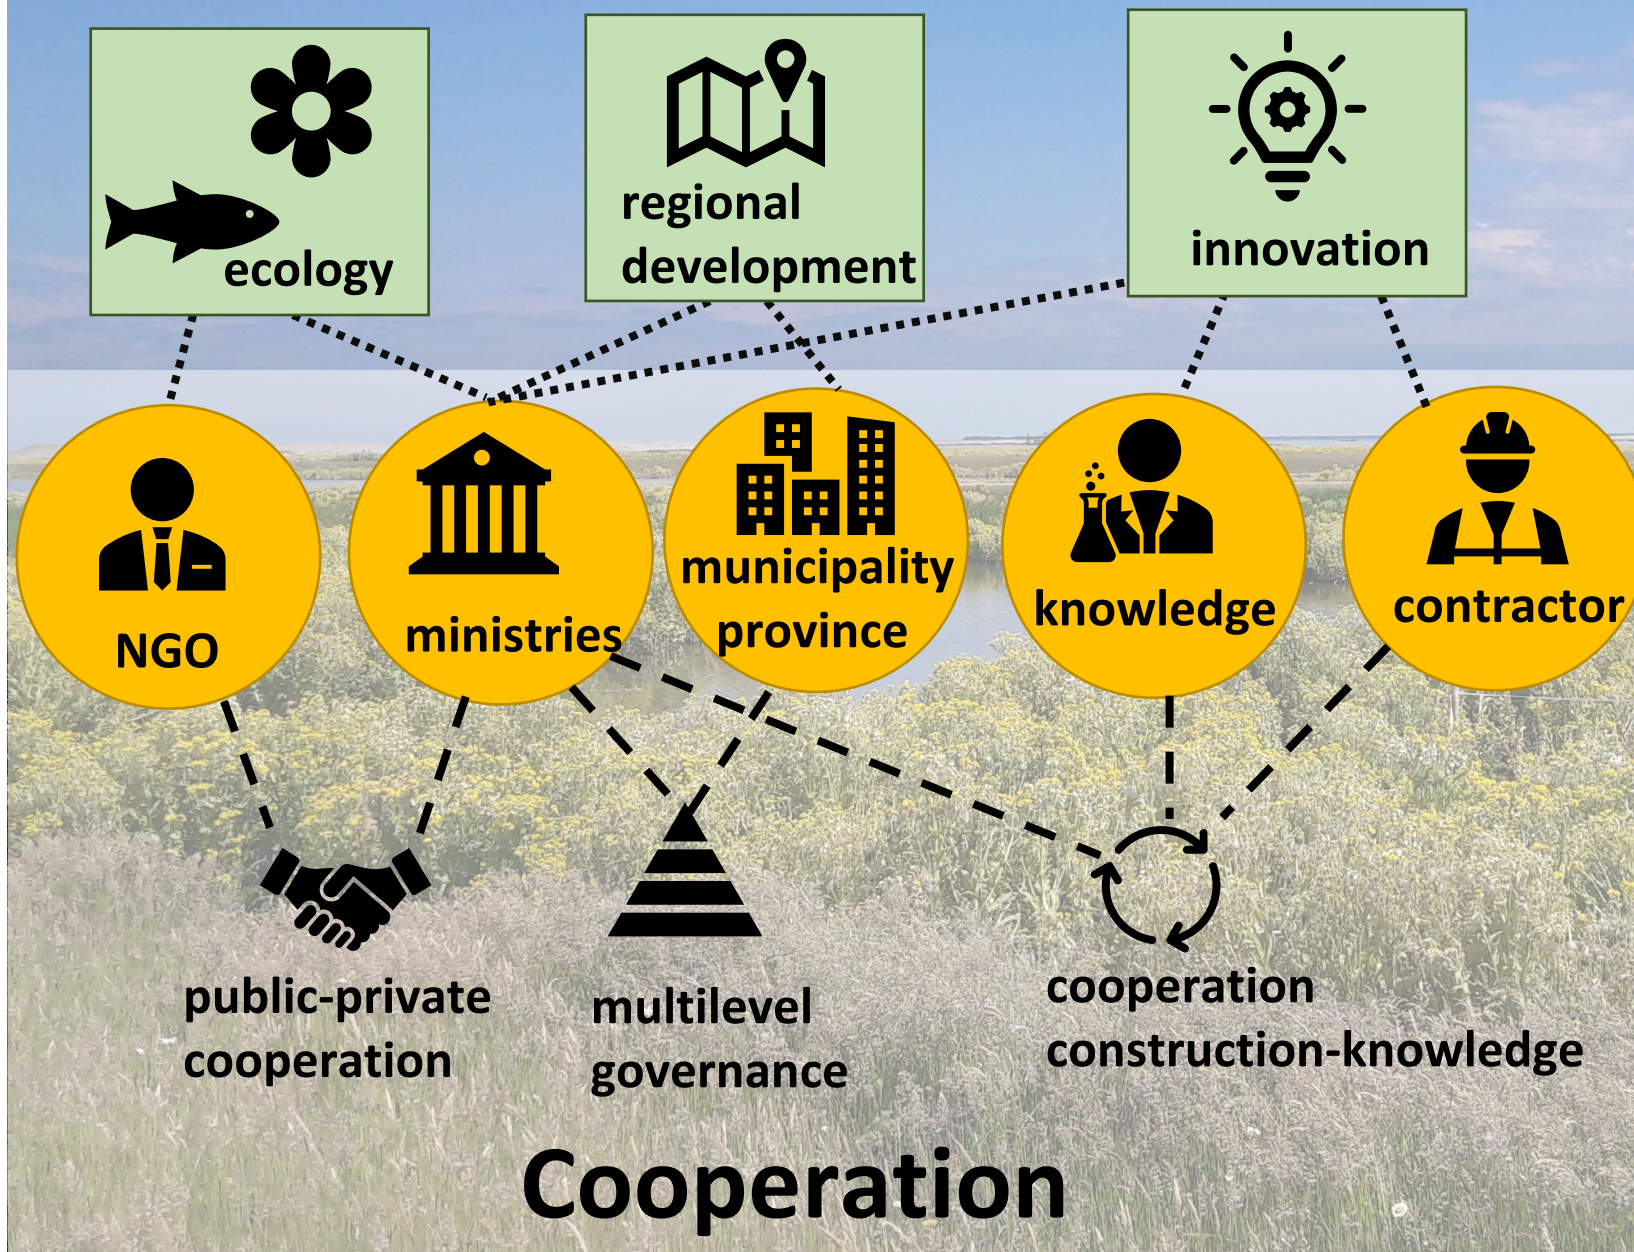 ecology
regional
development
innovation
NGO
ministries
municipality
province
knowledge
contractor
public-private
cooperation
multilevel
governance
cooperation
construction-knowledge
Cooperation